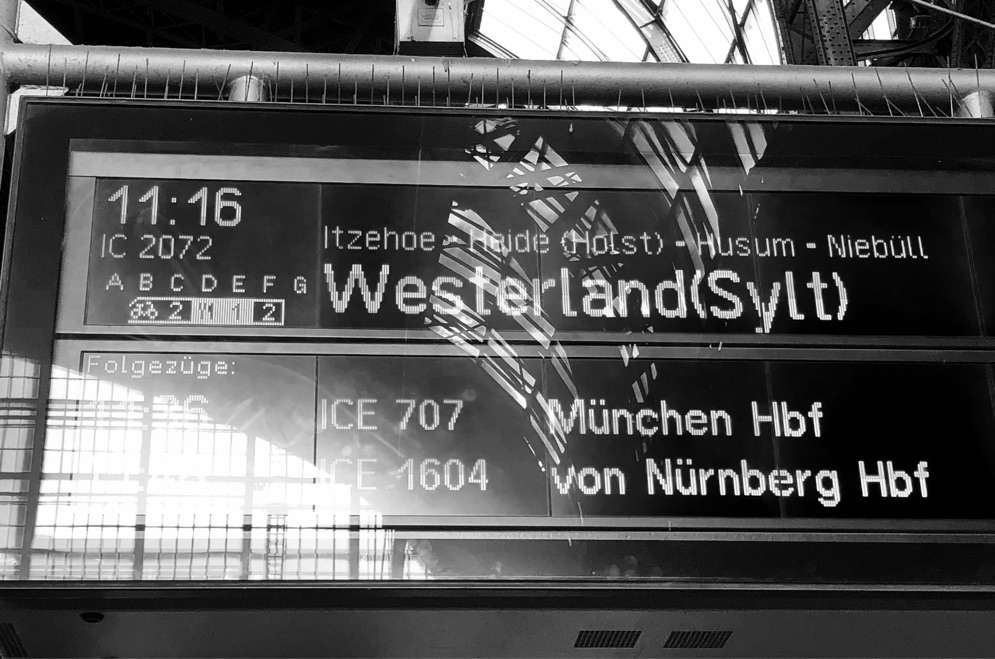 11:16
IC 2072
A B C D E F G
2 1 2
Itzehoe - Heide (Holst) - Husum - Niebüll
Westerland(Sylt)
Folgezüge:
ICE 707 München Hbf
ICE 1604 von Nürnberg Hbf